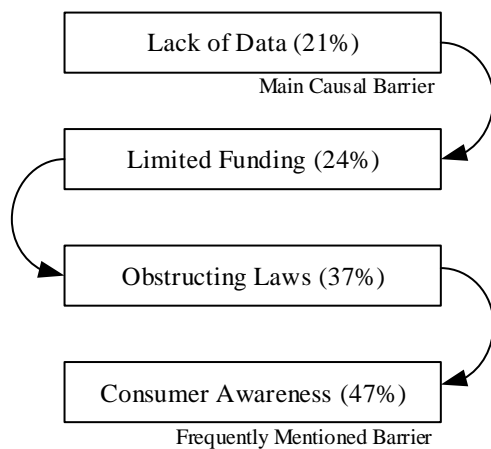 Lack of Data (21%)
Main Causal Barrier
Limited Funding (24%)
Obstructing Laws (37%)
Consumer Awareness (47%)
Frequently Mentioned Barrier